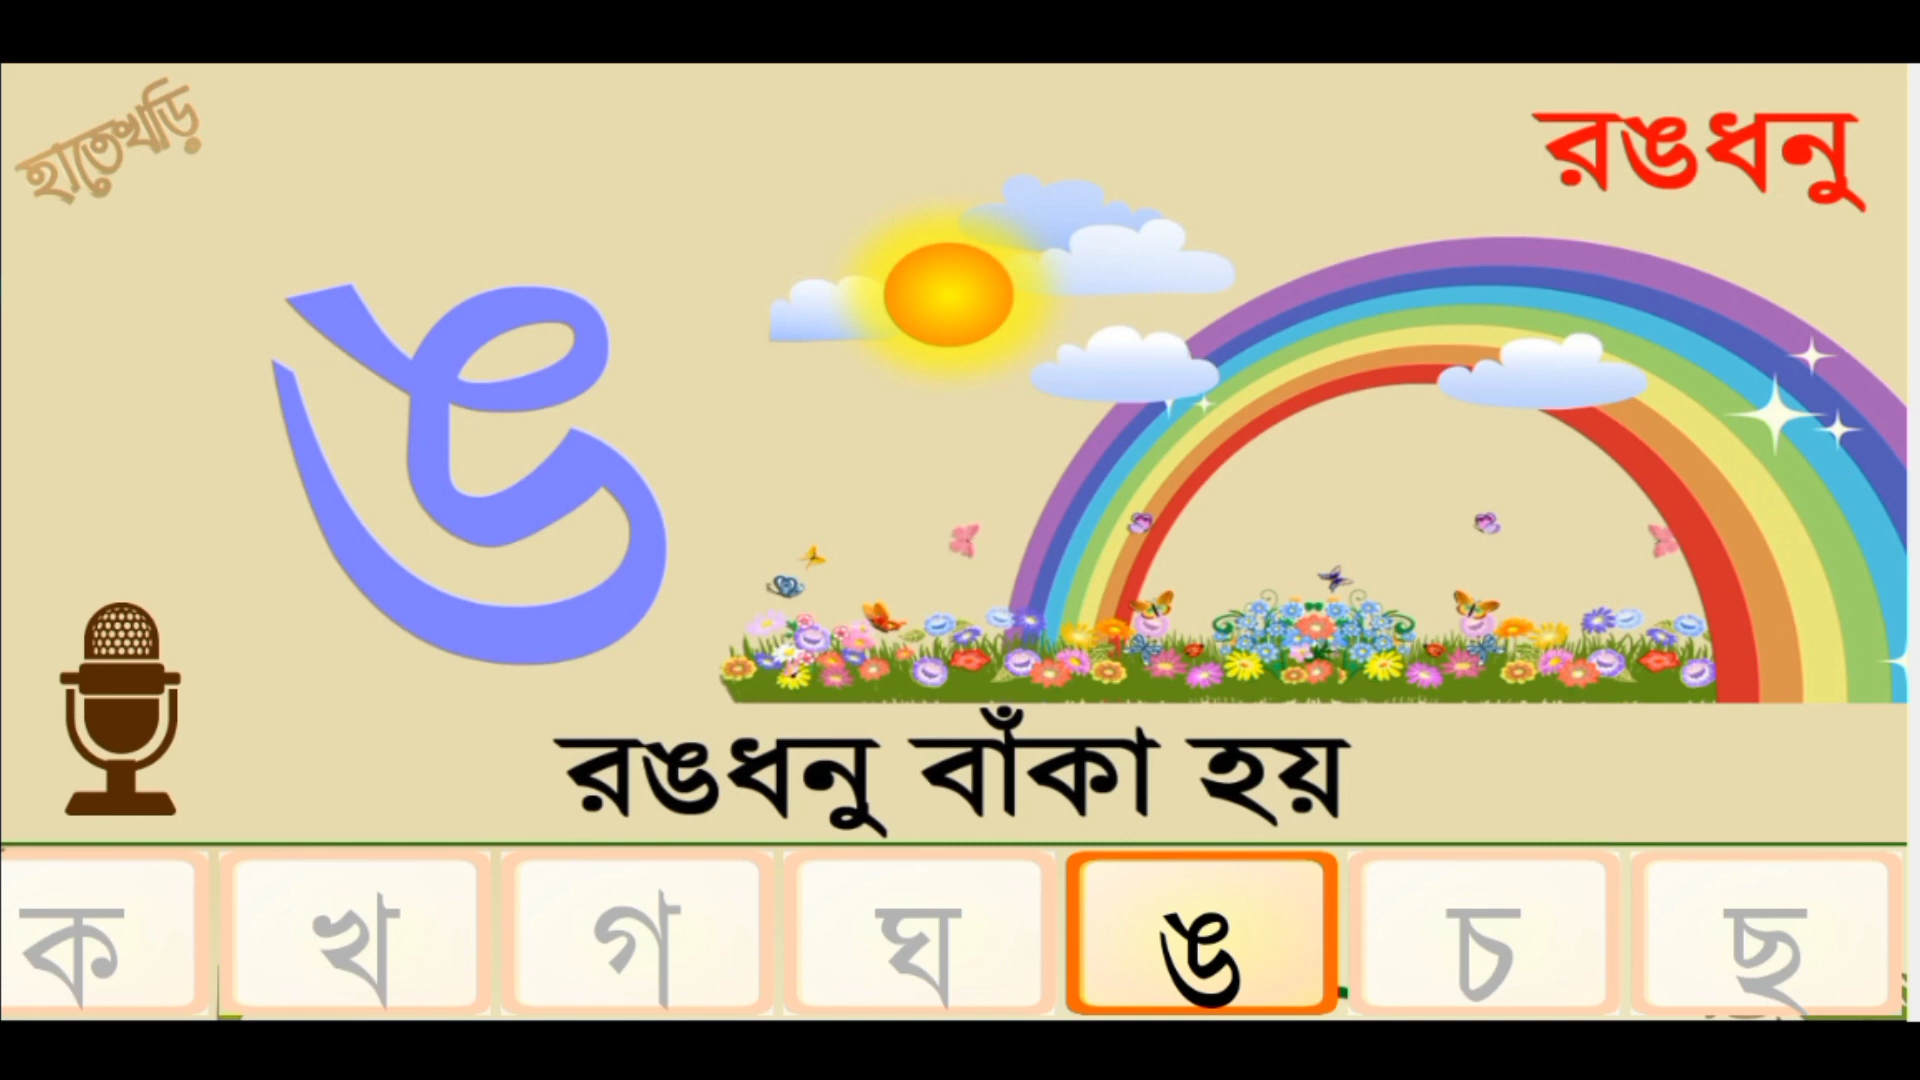 হাতেখড়ি
রঙধনু
ঙ
রঙধনু বাঁকা হয়
ক খ গ ঘ ঙ চ ছ